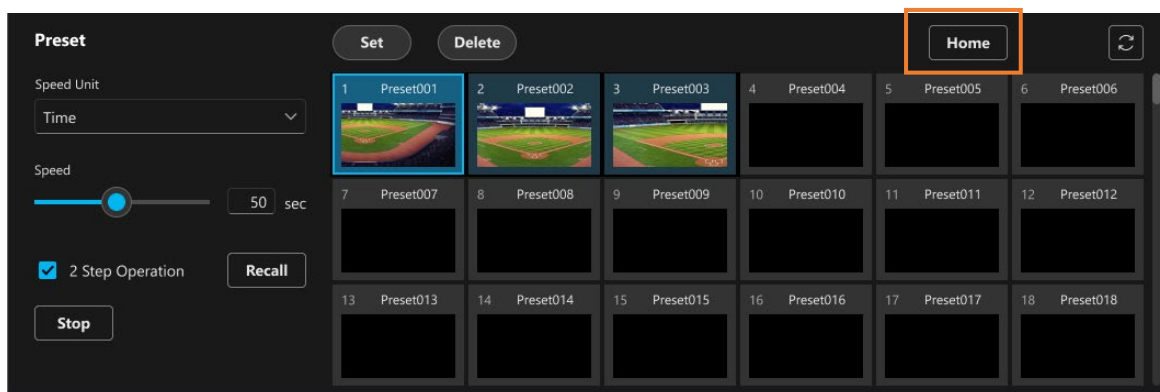 Preset
Set
Delete
Home
Speed Unit
Time
Speed
50 sec
2 Step Operation
Recall
Stop
1 Preset001
2 Preset002
3 Preset003
4 Preset004
5 Preset005
6 Preset006
7 Preset007
8 Preset008
9 Preset009
10 Preset010
11 Preset011
12 Preset012
13 Preset013
14 Preset014
15 Preset015
16 Preset016
17 Preset017
18 Preset018